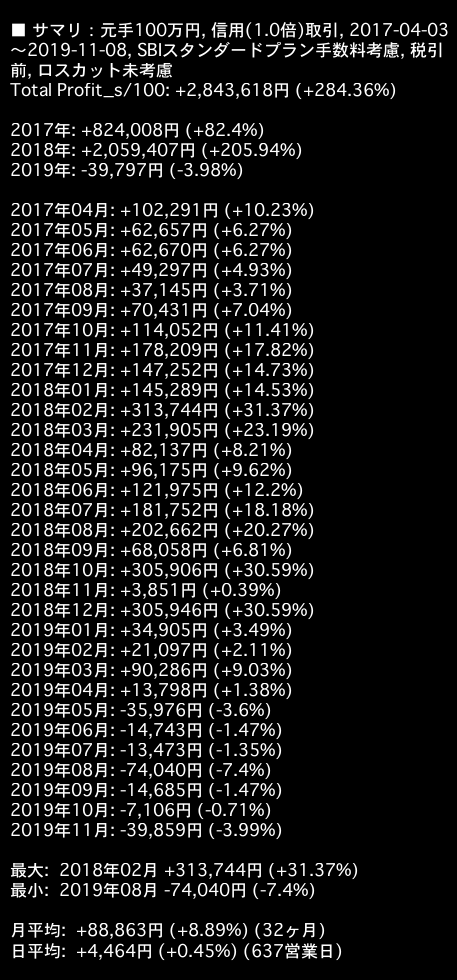 ■ サマリ：元手100万円, 信用(1.0倍)取引, 2017-04-03
〜2019-11-08, SBIスタンダードプラン手数料考慮, 税引
前, ロスカット未考慮
Total Profit_s/100: +2,843,618円 (+284.36%)
2017年: +824,008円 (+82.4%)
2018年: +2,059,407円 (+205.94%)
2019年: -39,797円 (-3.98%)
2017年04月: +102,291円 (+10.23%)
2017年05月: +62,657円 (+6.27%)
2017年06月: +62,670円 (+6.27%)
2017年07月: +49,297円 (+4.93%)
2017年08月: +37,145円 (+3.71%)
2017年09月: +70,431円 (+7.04%)
2017年10月: +114,052円 (+11.41%)
2017年11月: +178,209円 (+17.82%)
2017年12月: +147,252円 (+14.73%)
2018年01月: +145,289円 (+14.53%)
2018年02月: +313,744円 (+31.37%)
2018年03月: +231,905円 (+23.19%)
2018年04月: +82,137円 (+8.21%)
2018年05月: +96,175円 (+9.62%)
2018年06月: +121,975円 (+12.2%)
2018年07月: +181,752円 (+18.18%)
2018年08月: +202,662円 (+20.27%)
2018年09月: +68,058円 (+6.81%)
2018年10月: +305,906円 (+30.59%)
2018年11月: +3,851円 (+0.39%)
2018年12月: +305,946円 (+30.59%)
2019年01月: +34,905円 (+3.49%)
2019年02月: +21,097円 (+2.11%)
2019年03月: +90,286円 (+9.03%)
2019年04月: +13,798円 (+1.38%)
2019年05月: -35,976円 (-3.6%)
2019年06月: -14,743円 (-1.47%)
2019年07月: -13,473円 (-1.35%)
2019年08月: -74,040円 (-7.4%)
2019年09月: -14,685円 (-1.47%)
2019年10月: -7,106円 (-0.71%)
2019年11月: -39,859円 (-3.99%)
最大: 2018年02月 +313,744円 (+31.37%)
最小: 2019年08月 -74,040円 (-7.4%)
月平均: +88,863円 (+8.89%) (32ヶ月)
日平均: +4,464円 (+0.45%) (637営業日)